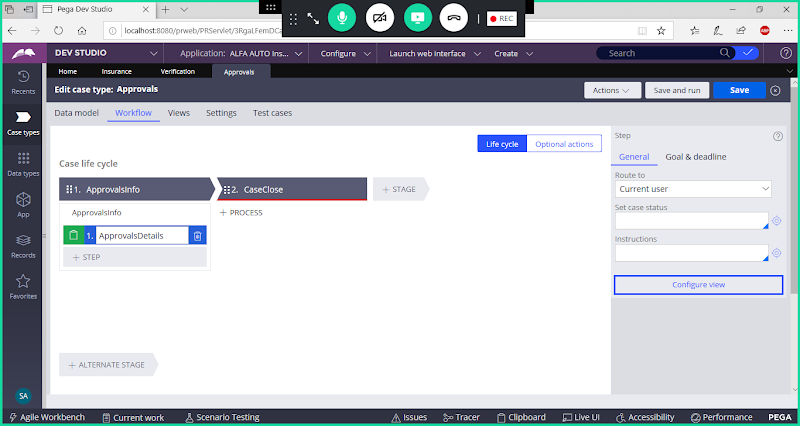 Pega Dev Studio
REC
localhost:8080/prweb/PRServlet/3RgaLFemDCa
DEV STUDIO
Application: ALFA AUTO Ins...
Configure
Launch web interface
Create
Search
Home
Insurance
Verification
Approvals
Recents
Case types
Data types
App
Records
Favorites
SA
Edit case type: Approvals
Actions
Save and run
Save
Data model
Workflow
Views
Settings
Test cases
Life cycle
Optional actions
Case life cycle
1. ApprovalsInfo
2. CaseClose
+ STAGE
ApprovalsInfo
+ PROCESS
1. ApprovalsDetails
+ STEP
+ ALTERNATE STAGE
Step
General
Goal & deadline
Route to
Current user
Set case status
Instructions
Configure view
Agile Workbench
Current work
Scenario Testing
Issues
Tracer
Clipboard
Live UI
Accessibility
Performance
PEGA